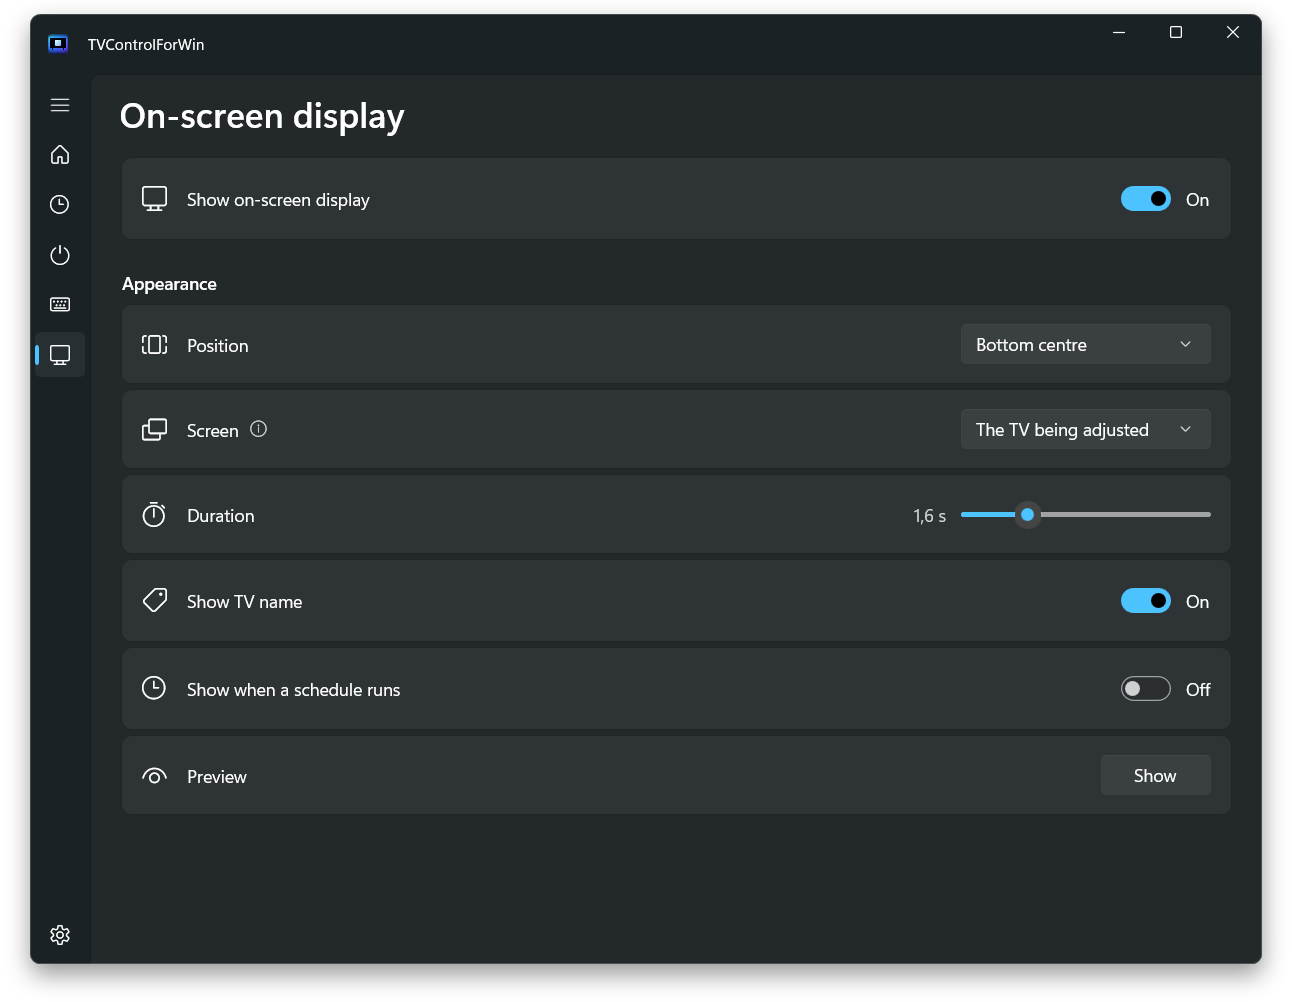 TVControlForWin
On-screen display
Show on-screen display
On
Appearance
Position
Bottom centre
Screen
The TV being adjusted
Duration
1,6 s
Show TV name
On
Show when a schedule runs
Off
Preview
Show